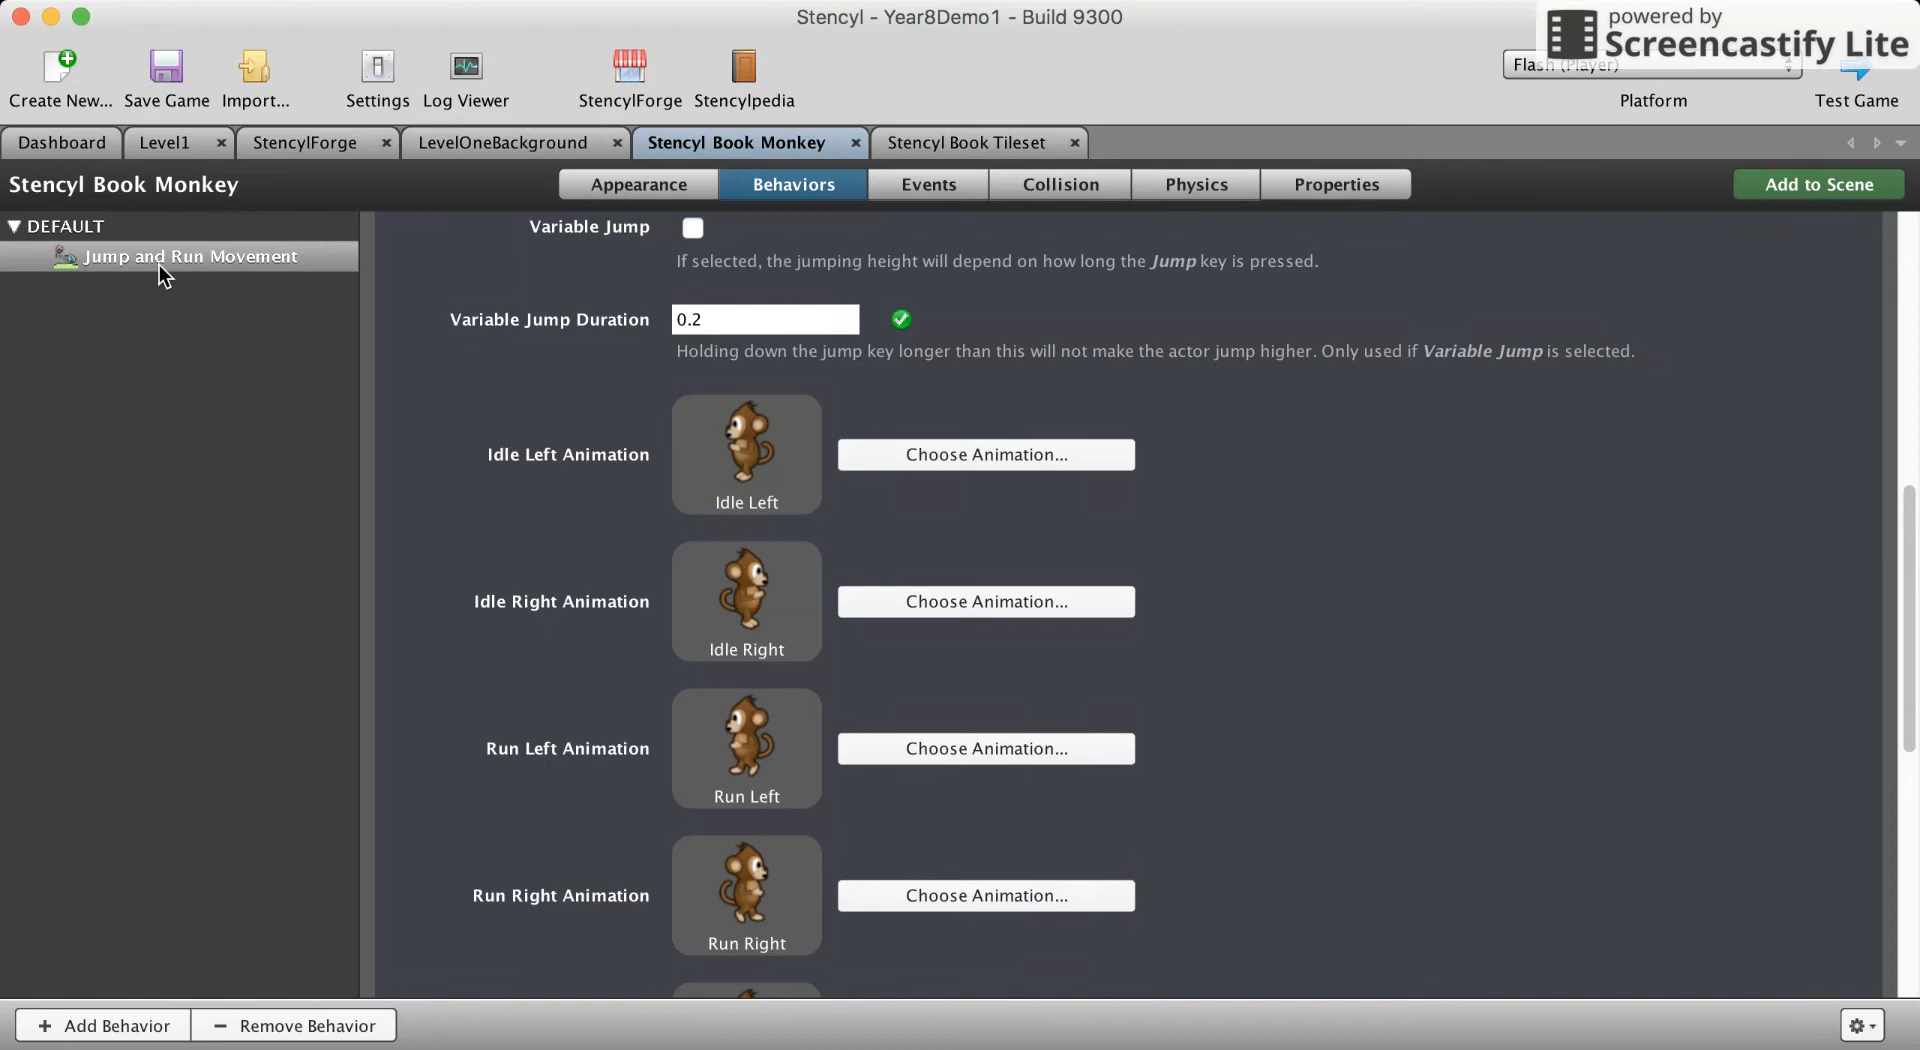 Stencyl - Year8Demo1 - Build 9300
powered by
Screencastify Lite
Flash (Player)
Create New... Save Game Import... Settings Log Viewer StencylForge Stencylpedia Platform Test Game
Dashboard Level1 StencylForge LevelOneBackground Stencyl Book Monkey Stencyl Book Tileset
Stencyl Book Monkey Appearance Behaviors Events Collision Physics Properties Add to Scene
DEFAULT
Jump and Run Movement
Variable Jump
If selected, the jumping height will depend on how long the Jump key is pressed.
Variable Jump Duration 0.2
Holding down the jump key longer than this will not make the actor jump higher. Only used if Variable Jump is selected.
Idle Left Animation Choose Animation...
Idle Left
Idle Right Animation Choose Animation...
Idle Right
Run Left Animation Choose Animation...
Run Left
Run Right Animation Choose Animation...
Run Right
+ Add Behavior − Remove Behavior